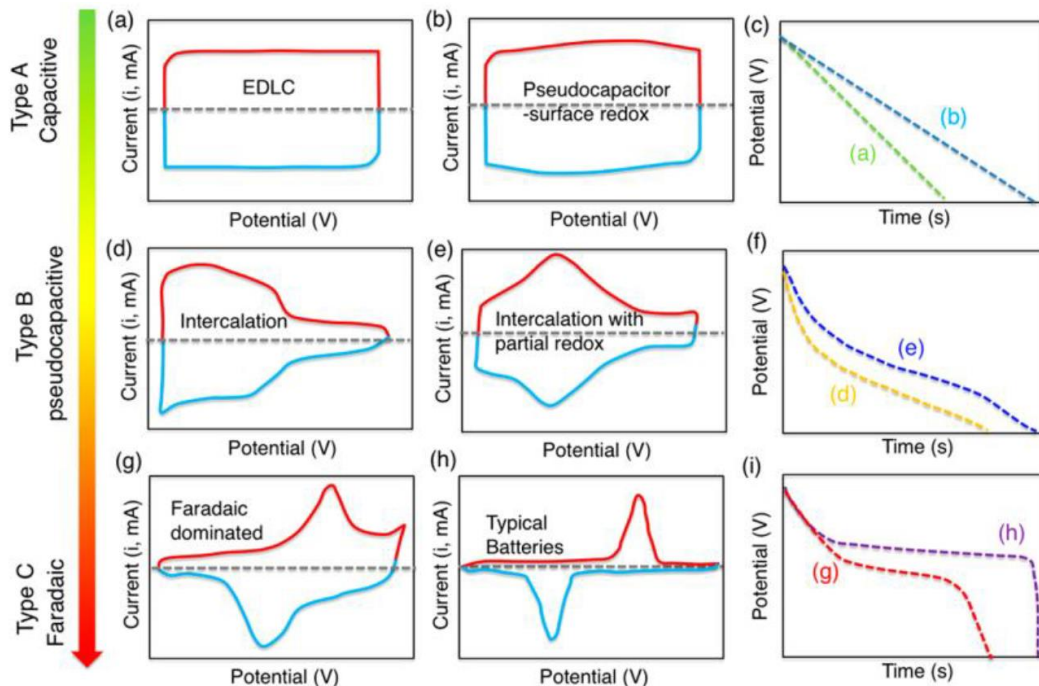 Type A
Capacitive
(a)
Current (i, mA)
EDLC
Potential (V)
(b)
Current (i, mA)
Pseudocapacitor
-surface redox
Potential (V)
(c)
Potential (V)
(b)
(a)
Time (s)
Type B
pseudocapacitive
(d)
Current (i, mA)
Intercalation
Potential (V)
(e)
Current (i, mA)
Intercalation with
partial redox
Potential (V)
(f)
Potential (V)
(e)
(d)
Time (s)
Type C
Faradaic
(g)
Current (i, mA)
Faradaic
dominated
Potential (V)
(h)
Current (i, mA)
Typical
Batteries
Potential (V)
(i)
Potential (V)
(h)
(g)
Time (s)